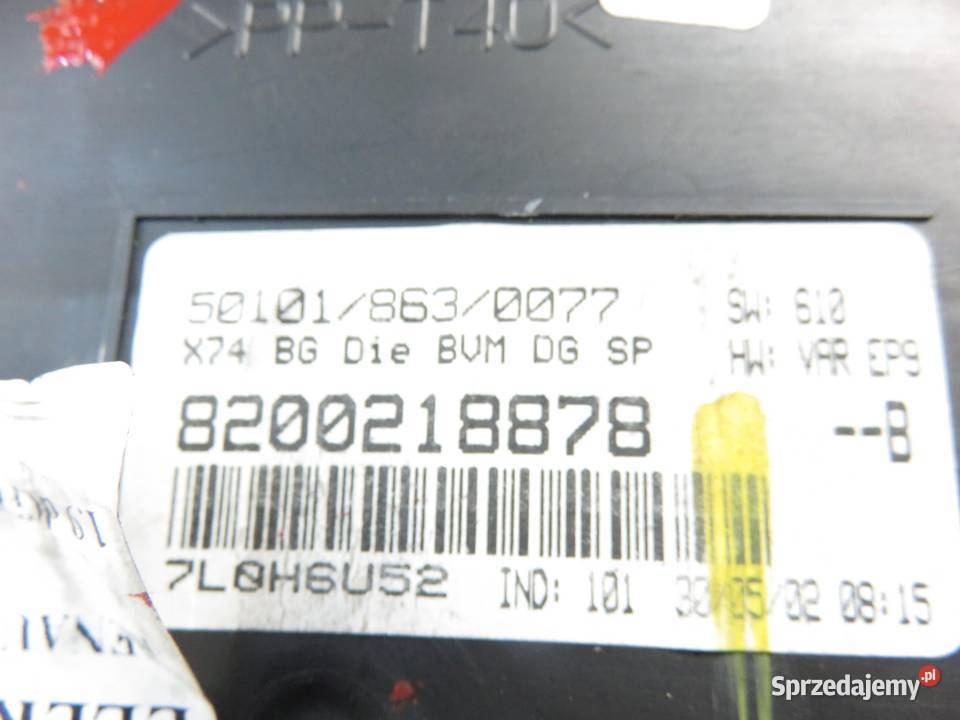 >PP-T40<
50101/863/0077 SW: 610
X74 BG Die BVM DG SP HW: VAR EP9
8200218878 --B
7L0H6U52 IND: 101 30/05/02 08:15
Sprzedajemy.pl